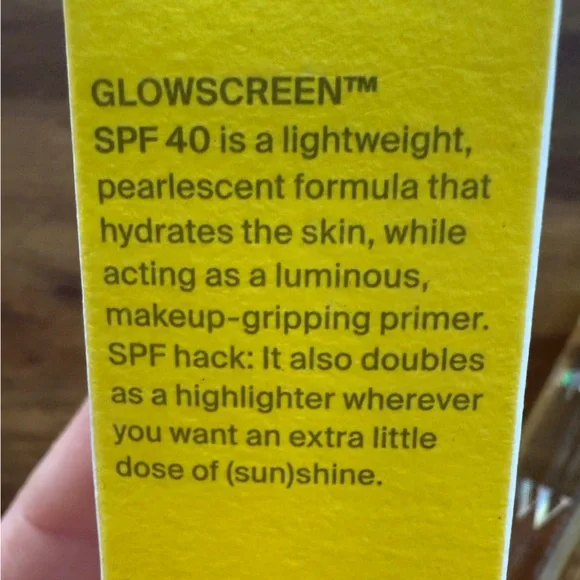 GLOWSCREEN™
SPF 40 is a lightweight,
pearlescent formula that
hydrates the skin, while
acting as a luminous,
makeup-gripping primer.
SPF hack: It also doubles
as a highlighter wherever
you want an extra little
dose of (sun)shine.